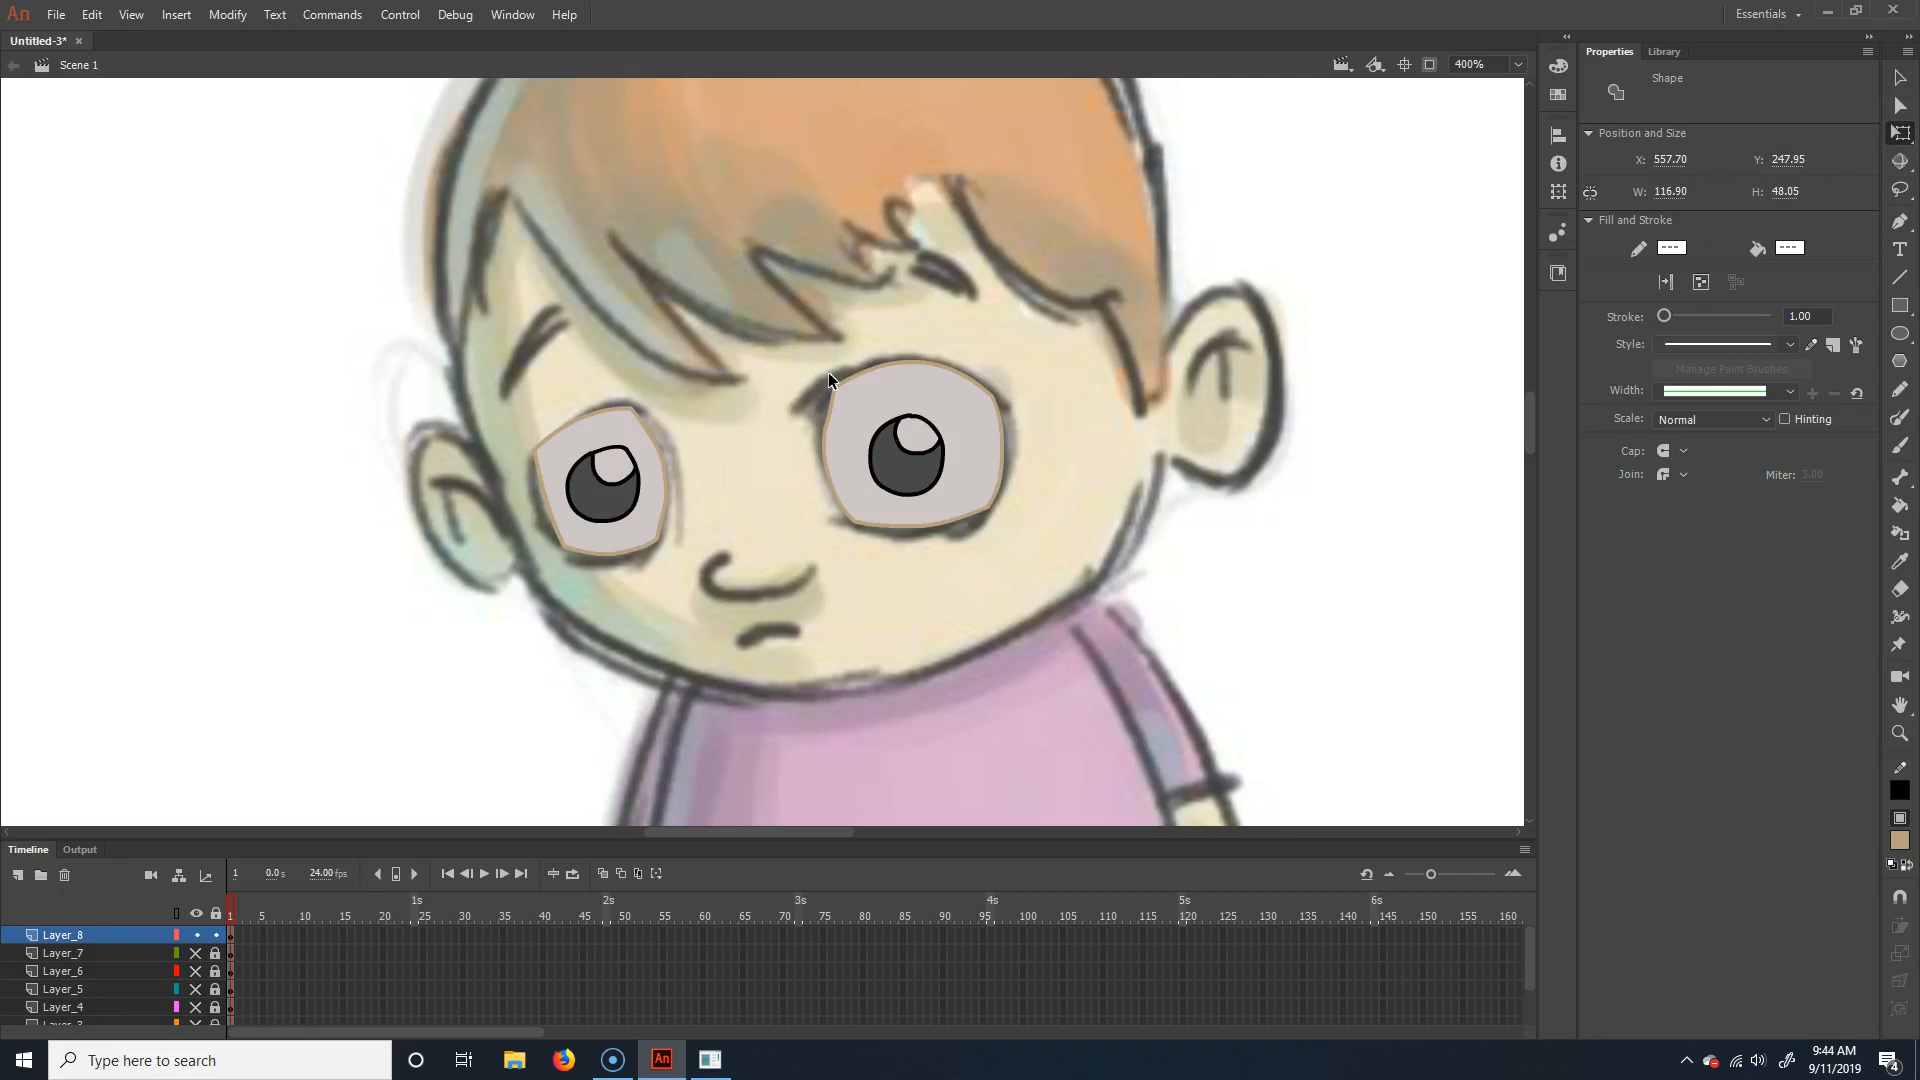 An File Edit View Insert Modify Text Commands Control Debug Window Help Essentials
Untitled-3* ×
Scene 1 400%
Properties Library
Shape
Position and Size
X: 557.70 Y: 247.95
W: 116.90 H: 48.05
Fill and Stroke
Stroke: 1.00
Style:
Manage Paint Brushes
Width:
Scale: Normal Hinting
Cap:
Join: Miter: 3.00
Timeline Output
1 0.0 s 24.00 fps
1s 2s 3s 4s 5s 6s
1 5 10 15 20 25 30 35 40 45 50 55 60 65 70 75 80 85 90 95 100 105 110 115 120 125 130 135 140 145 150 155 160
Layer_8
Layer_7
Layer_6
Layer_5
Layer_4
Type here to search
An
9:44 AM
9/11/2019
4